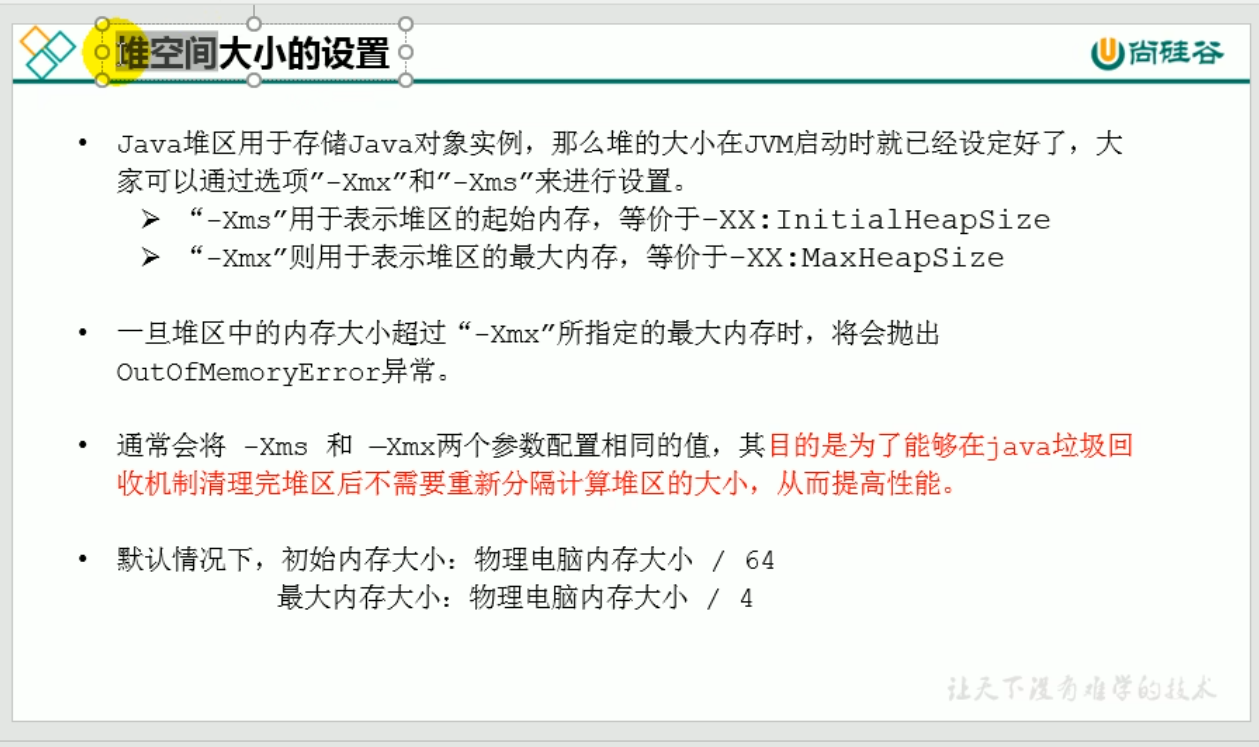 堆空间大小的设置
尚硅谷
• Java堆区用于存储Java对象实例，那么堆的大小在JVM启动时就已经设定好了，大
家可以通过选项"-Xmx"和"-Xms"来进行设置。
➢ “-Xms"用于表示堆区的起始内存，等价于-XX:InitialHeapSize
➢ “-Xmx"则用于表示堆区的最大内存，等价于-XX:MaxHeapSize
• 一旦堆区中的内存大小超过“-Xmx"所指定的最大内存时，将会抛出
OutOfMemoryError异常。
• 通常会将 -Xms 和 –Xmx两个参数配置相同的值，其目的是为了能够在java垃圾回
收机制清理完堆区后不需要重新分隔计算堆区的大小，从而提高性能。
• 默认情况下，初始内存大小：物理电脑内存大小 / 64
最大内存大小：物理电脑内存大小 / 4
让天下没有难学的技术